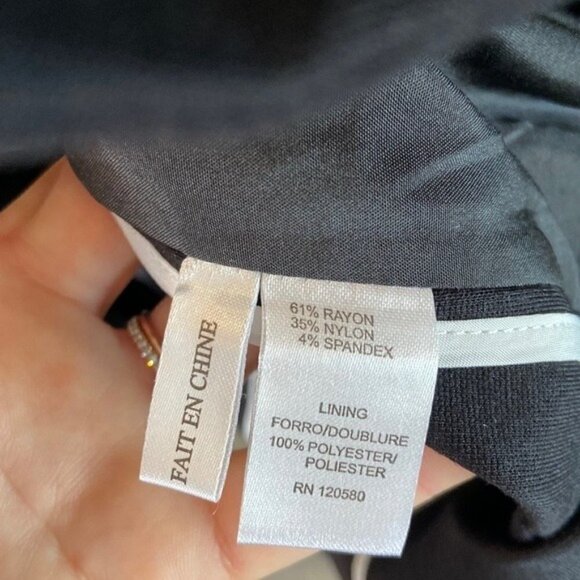 FAIT EN CHINE
61% RAYON
35% NYLON
4% SPANDEX
LINING
FORRO/DOUBLURE
100% POLYESTER/
POLIESTER
RN 120580